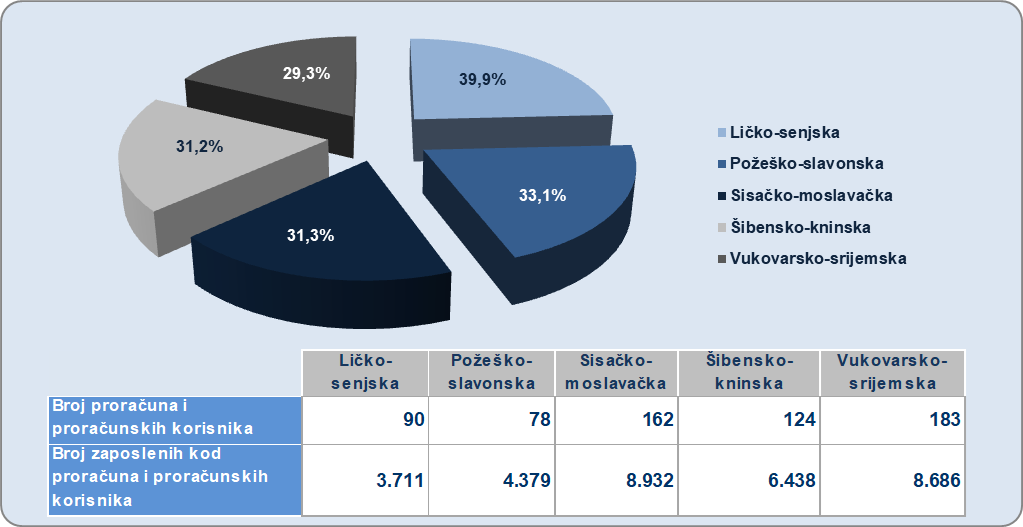 29,3%
39,9%
31,2%
33,1%
31,3%
Ličko-senjska
Požeško-slavonska
Sisačko-moslavačka
Šibensko-kninska
Vukovarsko-srijemska
Ličko-
senjska
Požeško-
slavonska
Sisačko-
moslavačka
Šibensko-
kninska
Vukovarsko-
srijemska
Broj proračuna i
proračunskih korisnika
90 78 162 124 183
Broj zaposlenih kod
proračuna i proračunskih
korisnika
3.711 4.379 8.932 6.438 8.686